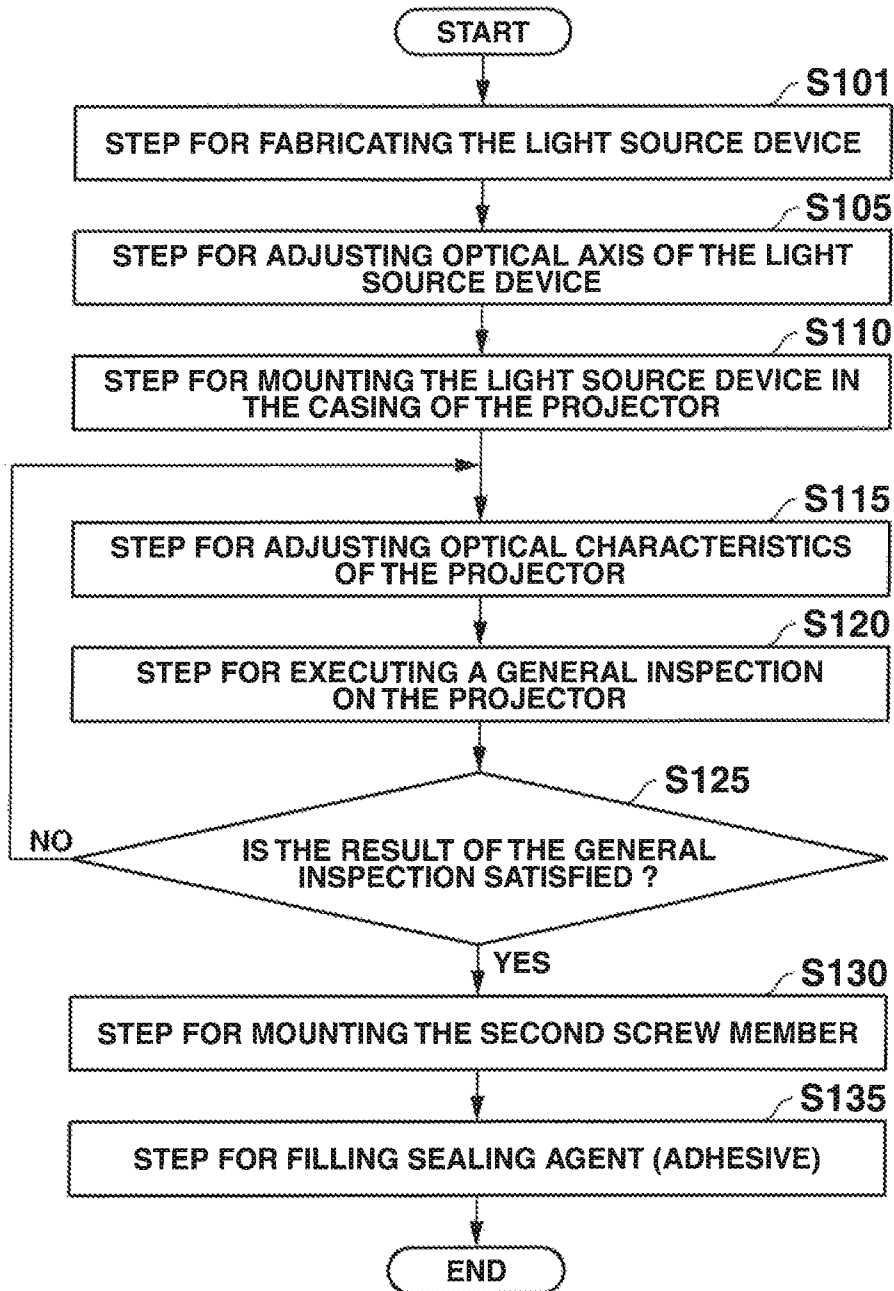 START
S101
STEP FOR FABRICATING THE LIGHT SOURCE DEVICE
S105
STEP FOR ADJUSTING OPTICAL AXIS OF THE LIGHT
SOURCE DEVICE
S110
STEP FOR MOUNTING THE LIGHT SOURCE DEVICE IN
THE CASING OF THE PROJECTOR
S115
STEP FOR ADJUSTING OPTICAL CHARACTERISTICS
OF THE PROJECTOR
S120
STEP FOR EXECUTING A GENERAL INSPECTION
ON THE PROJECTOR
S125
NO
IS THE RESULT OF THE GENERAL
INSPECTION SATISFIED ?
YES
S130
STEP FOR MOUNTING THE SECOND SCREW MEMBER
S135
STEP FOR FILLING SEALING AGENT (ADHESIVE)
END